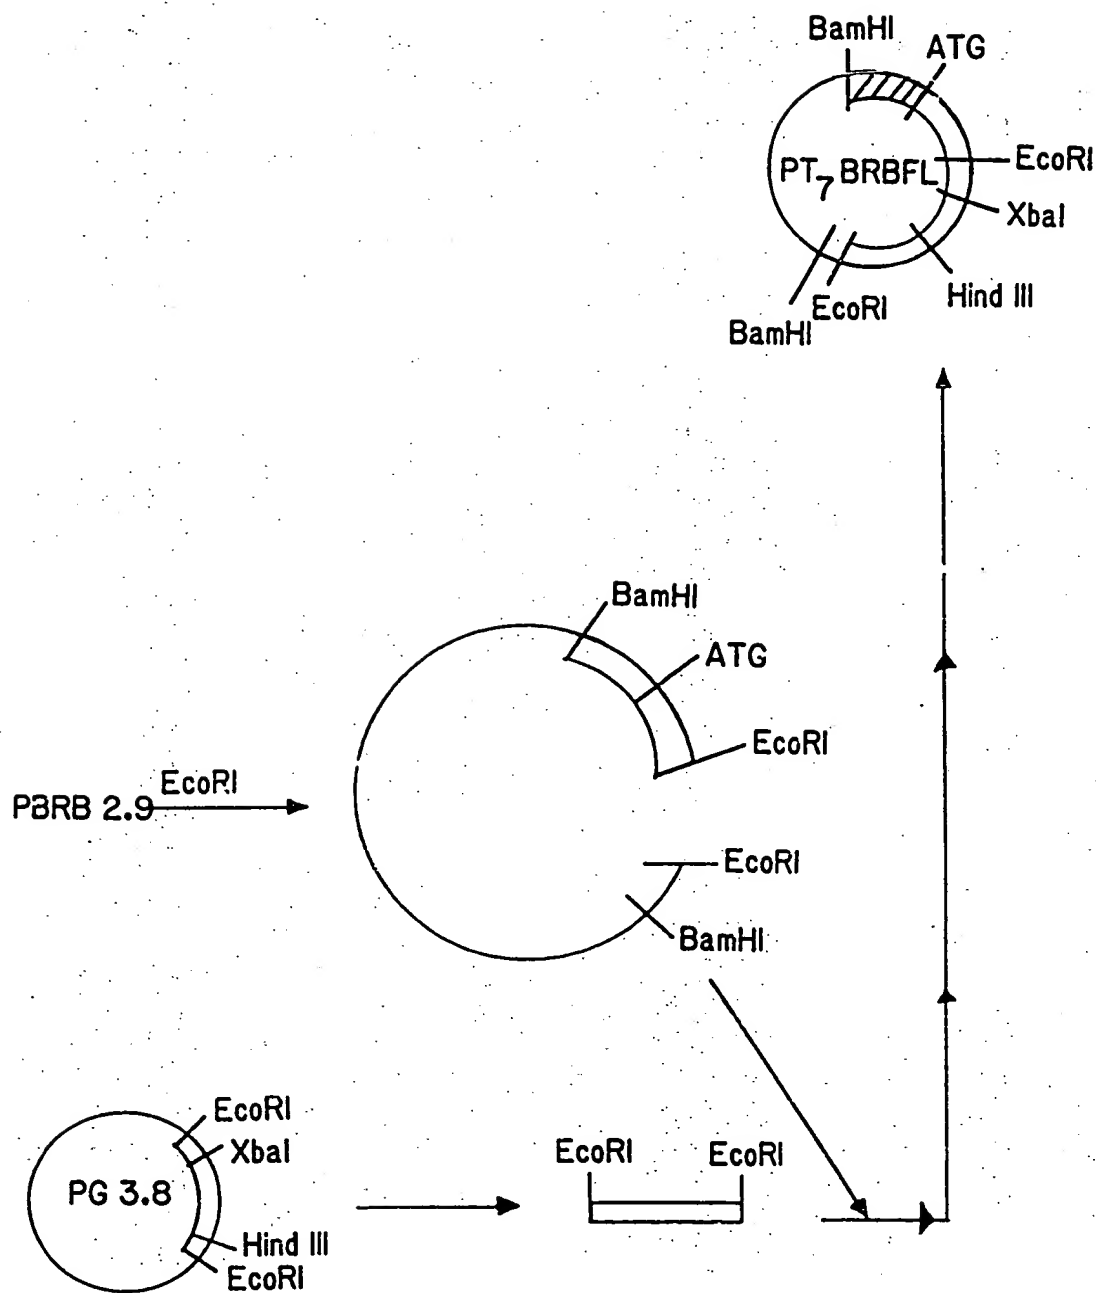 BamHI
ATG
PT7 BRBFL
EcoRI
XbaI
Hind III
EcoRI
BamHI
BamHI
ATG
EcoRI
EcoRI
PBRB 2.9
EcoRI
BamHI
EcoRI
XbaI
PG 3.8
Hind III
EcoRI
EcoRI
EcoRI